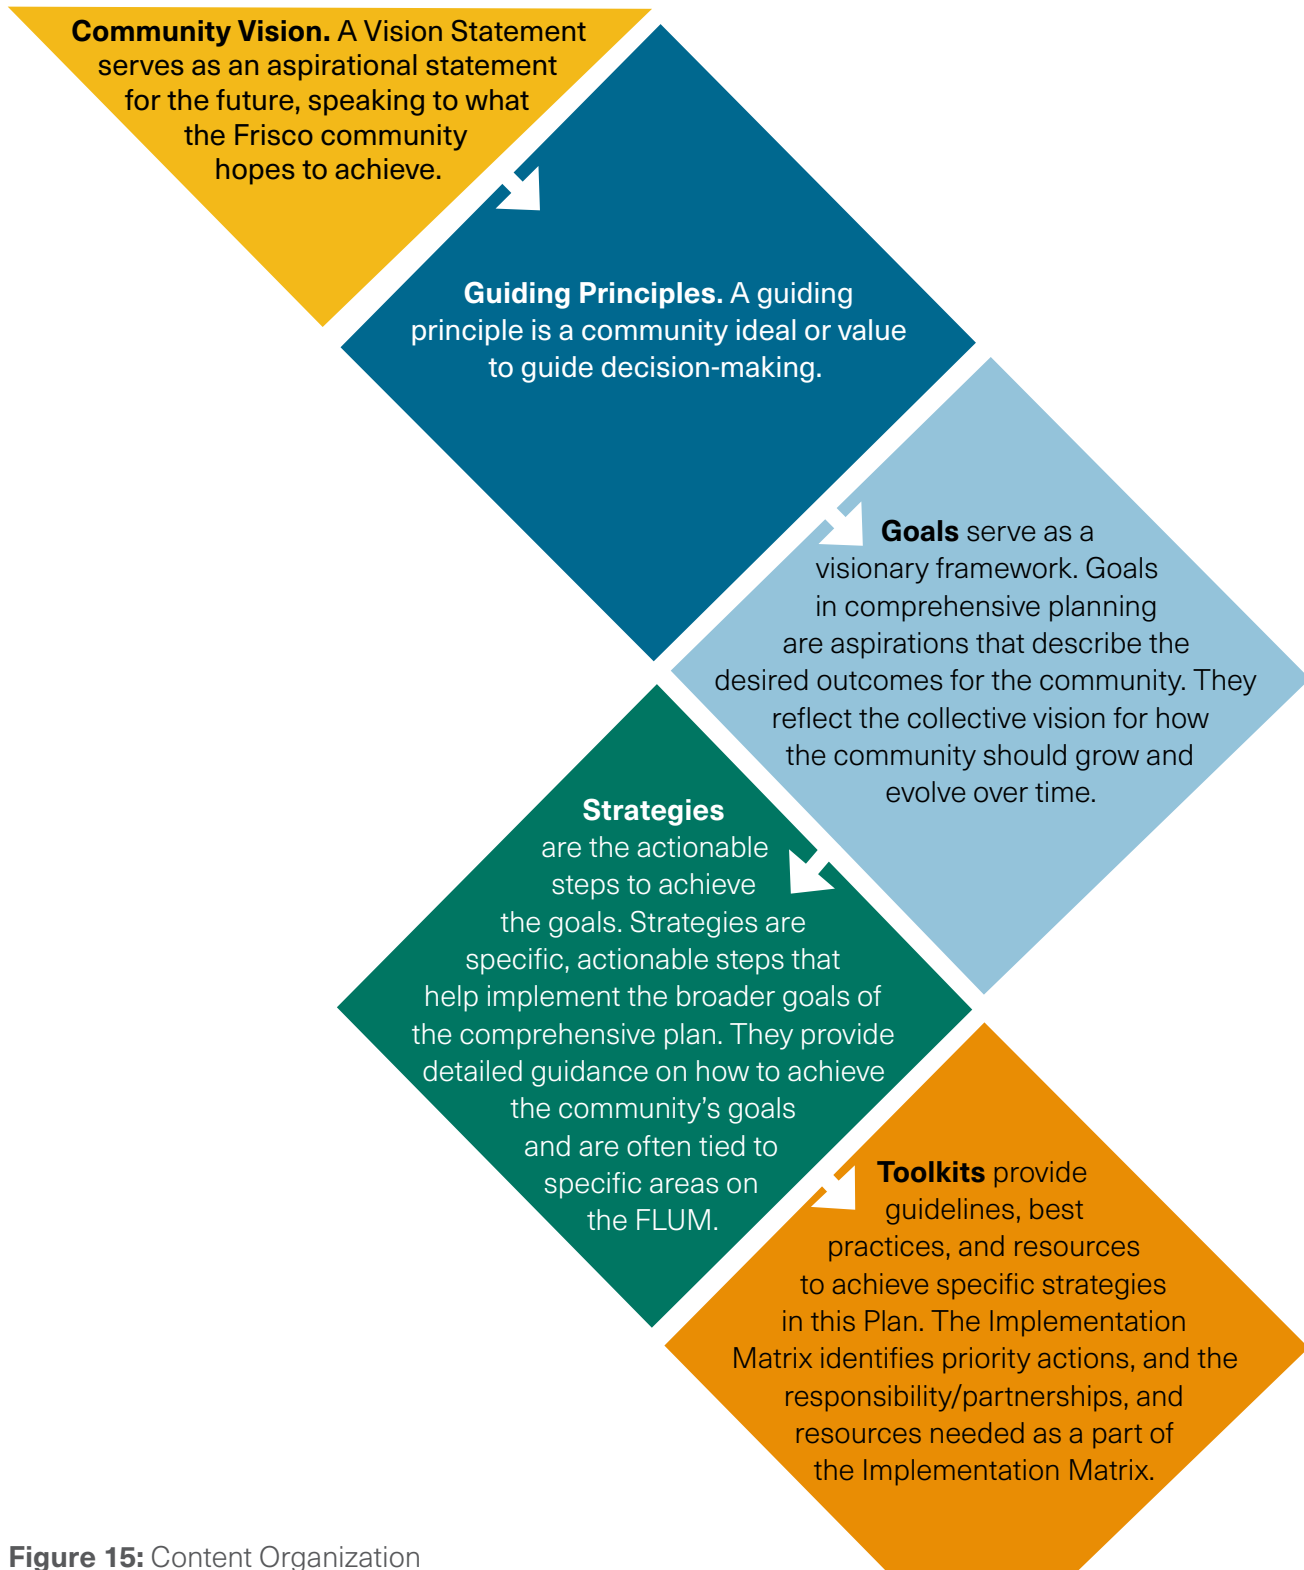 Community Vision. A Vision Statement
serves as an aspirational statement
for the future, speaking to what
the Frisco community
hopes to achieve.
Guiding Principles. A guiding
principle is a community ideal or value
to guide decision-making.
Goals serve as a
visionary framework. Goals
in comprehensive planning
are aspirations that describe the
desired outcomes for the community. They
reflect the collective vision for how
the community should grow and
evolve over time.
Strategies
are the actionable
steps to achieve
the goals. Strategies are
specific, actionable steps that
help implement the broader goals of
the comprehensive plan. They provide
detailed guidance on how to achieve
the community’s goals
and are often tied to
specific areas on
the FLUM.
Toolkits provide
guidelines, best
practices, and resources
to achieve specific strategies
in this Plan. The Implementation
Matrix identifies priority actions, and the
responsibility/partnerships, and
resources needed as a part of
the Implementation Matrix.
Figure 15: Content Organization